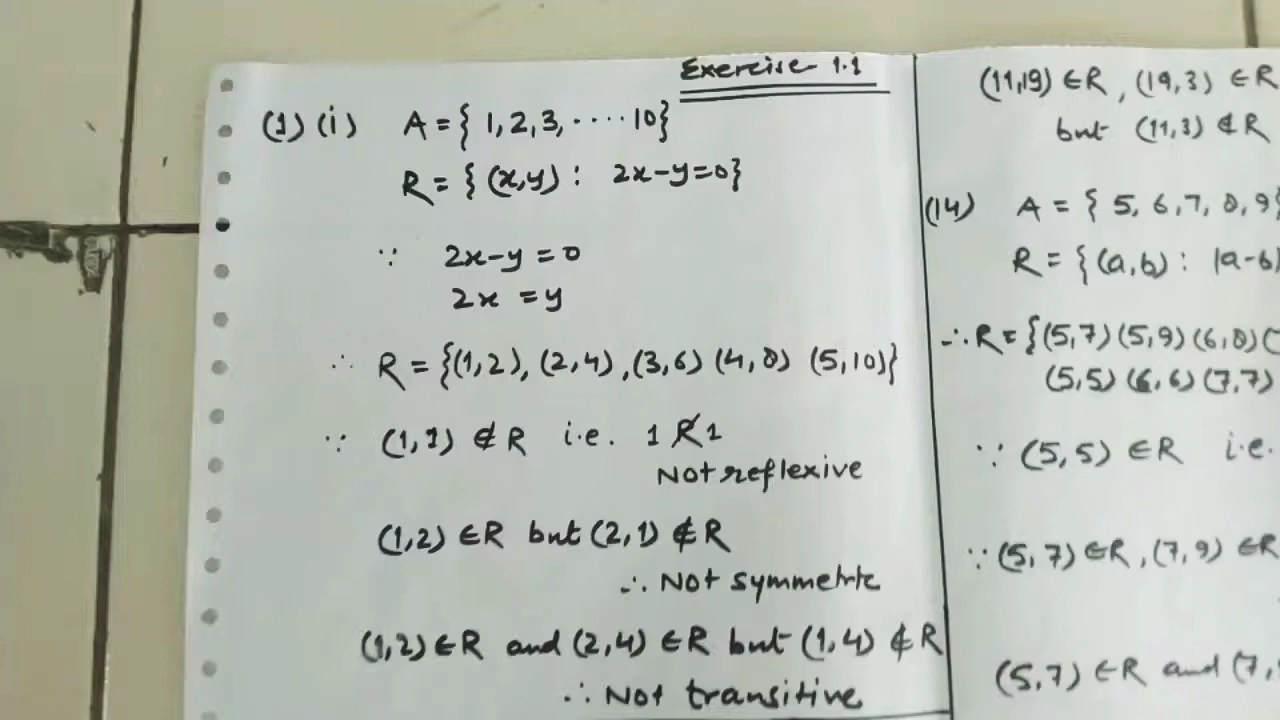 Exercise 1.1
(1) (i) A = { 1, 2, 3, ..... 10}
R = { (x,y) : 2x-y=0}
∵ 2x-y = 0
2x = y
∴ R = {(1,2), (2,4), (3,6) (4,8) (5,10)}
∵ (1,1) ∉ R i.e. 1 R̸ 1
Not reflexive
(1,2) ∈R but (2,1) ∉ R
∴ Not symmetric
(1,2) ∈ R and (2,4) ∈ R but (1,4) ∉ R
∴ Not transitive
(11,19) ∈R, (19,3) ∈ R
but (11,3) ∉ R
(14) A = { 5, 6, 7, 8, 9}
R = {(a,b) : |a-b|
∴ R = {(5,7) (5,9) (6,8) (
(5,5) (6,6) (7,7)
∵ (5,5) ∈R i.e.
∵ (5,7) ∈R, (7,9) ∈R
(5,7) ∈R and (7,